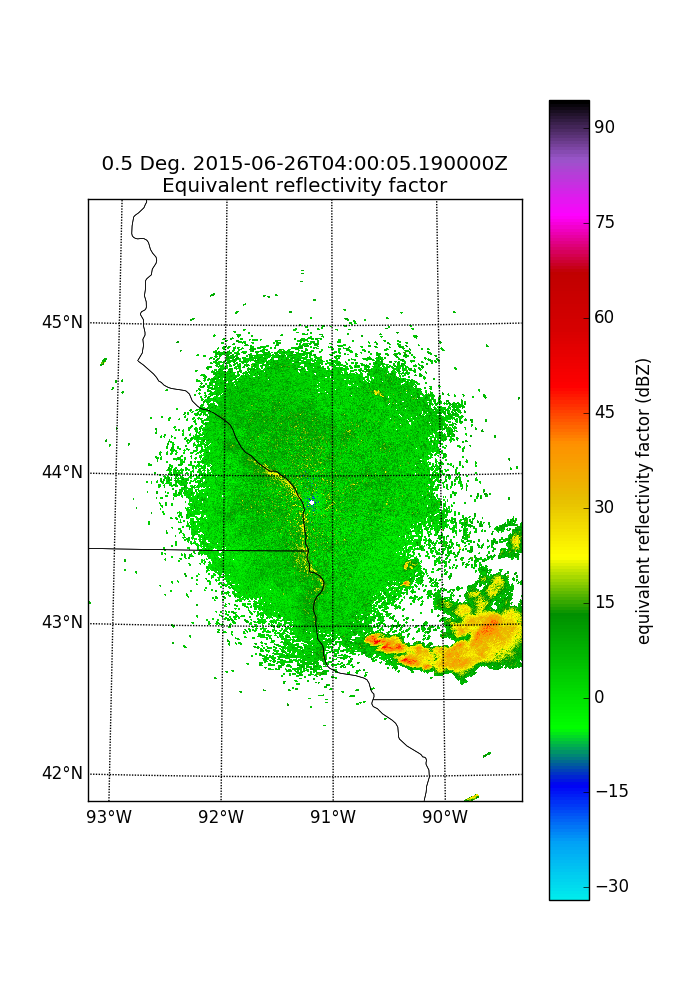 0.5 Deg. 2015-06-26T04:00:05.190000Z
Equivalent reflectivity factor
45°N
44°N
43°N
42°N
93°W 92°W 91°W 90°W
90
75
60
45
30
15
0
−15
−30
equivalent reflectivity factor (dBZ)